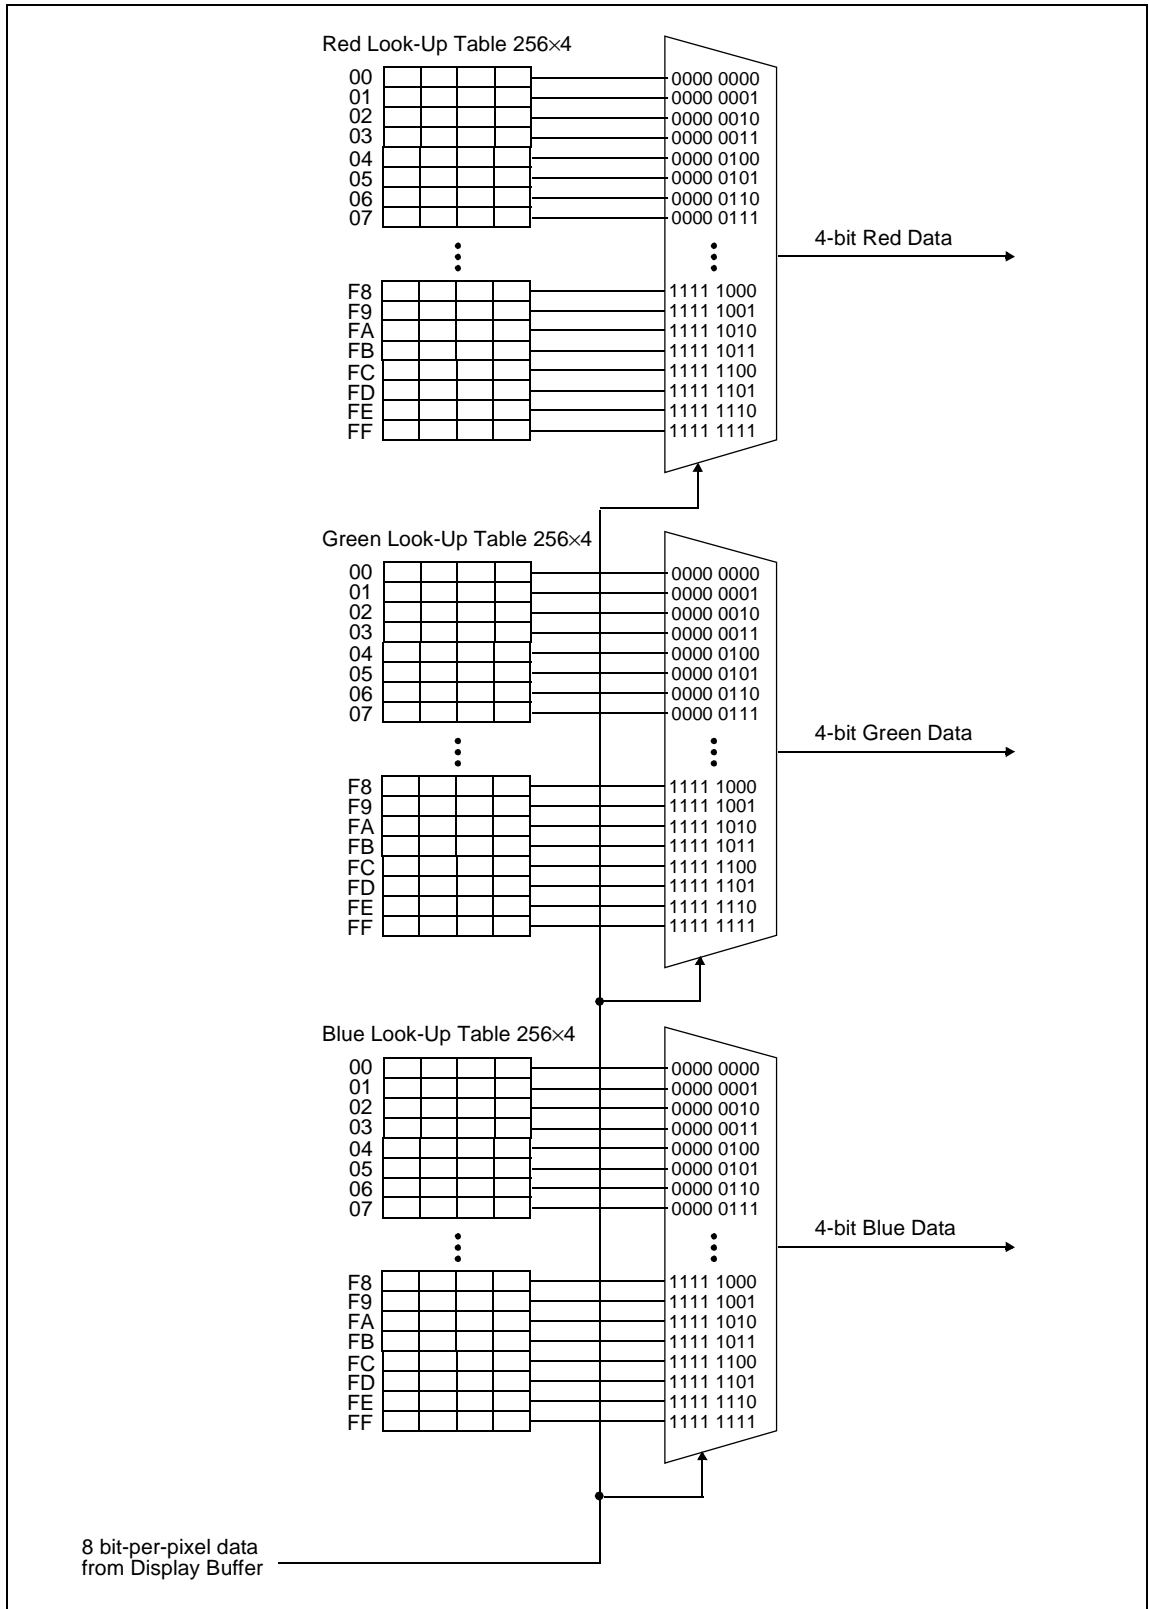 Red Look-Up Table 256×4
00 0000 0000
01 0000 0001
02 0000 0010
03 0000 0011
04 0000 0100
05 0000 0101
06 0000 0110
07 0000 0111
4-bit Red Data
F8 1111 1000
F9 1111 1001
FA 1111 1010
FB 1111 1011
FC 1111 1100
FD 1111 1101
FE 1111 1110
FF 1111 1111
Green Look-Up Table 256×4
00 0000 0000
01 0000 0001
02 0000 0010
03 0000 0011
04 0000 0100
05 0000 0101
06 0000 0110
07 0000 0111
4-bit Green Data
F8 1111 1000
F9 1111 1001
FA 1111 1010
FB 1111 1011
FC 1111 1100
FD 1111 1101
FE 1111 1110
FF 1111 1111
Blue Look-Up Table 256×4
00 0000 0000
01 0000 0001
02 0000 0010
03 0000 0011
04 0000 0100
05 0000 0101
06 0000 0110
07 0000 0111
4-bit Blue Data
F8 1111 1000
F9 1111 1001
FA 1111 1010
FB 1111 1011
FC 1111 1100
FD 1111 1101
FE 1111 1110
FF 1111 1111
8 bit-per-pixel data
from Display Buffer